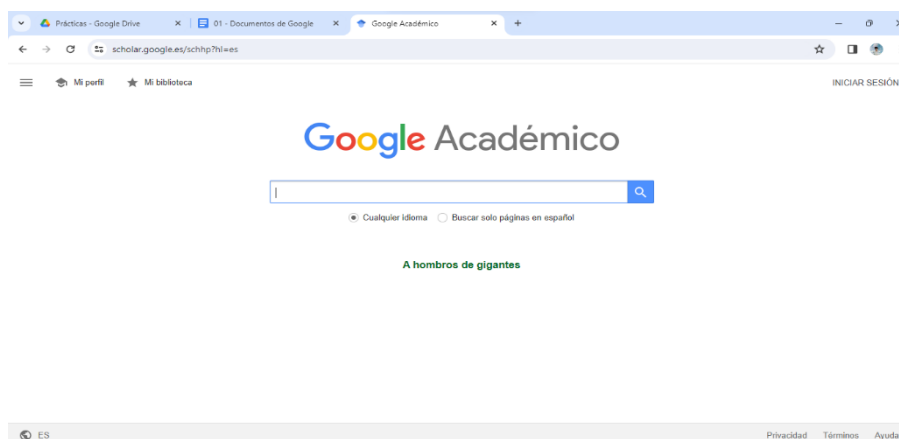 Prácticas - Google Drive
01 - Documentos de Google
Google Académico
scholar.google.es/schhp?hl=es
Mi perfil
Mi biblioteca
INICIAR SESIÓN
Google Académico
Cualquier idioma
Buscar solo páginas en español
A hombros de gigantes
ES
Privacidad
Términos
Ayuda